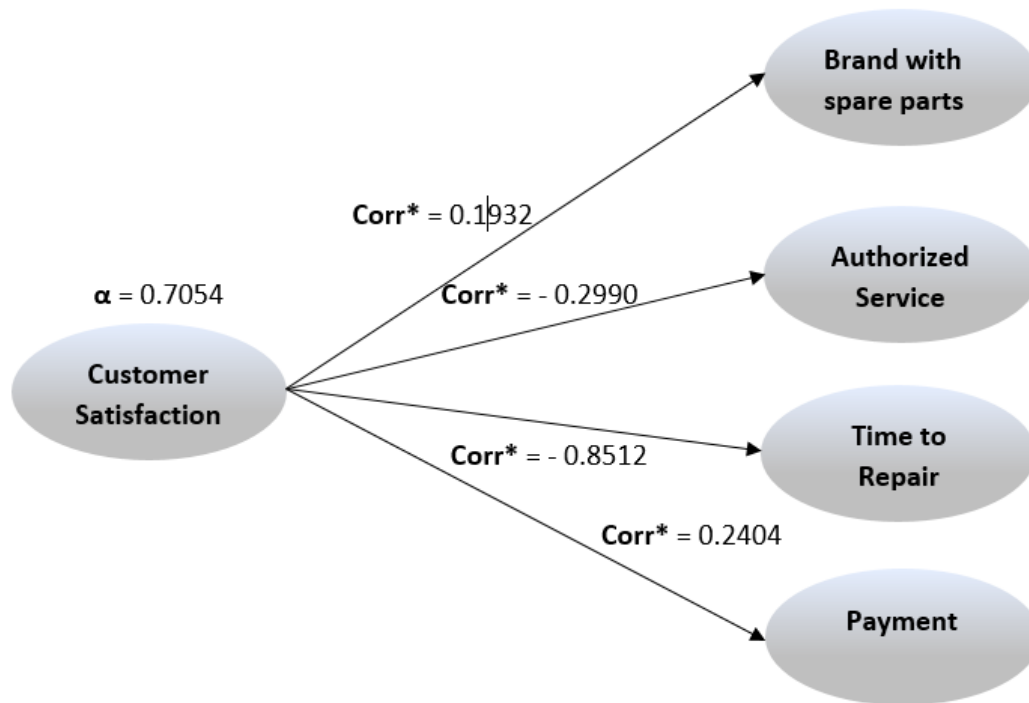 Brand with
spare parts
Corr* = 0.1932
Authorized
Service
α = 0.7054
Corr* = - 0.2990
Customer
Satisfaction
Time to
Repair
Corr* = - 0.8512
Corr* = 0.2404
Payment